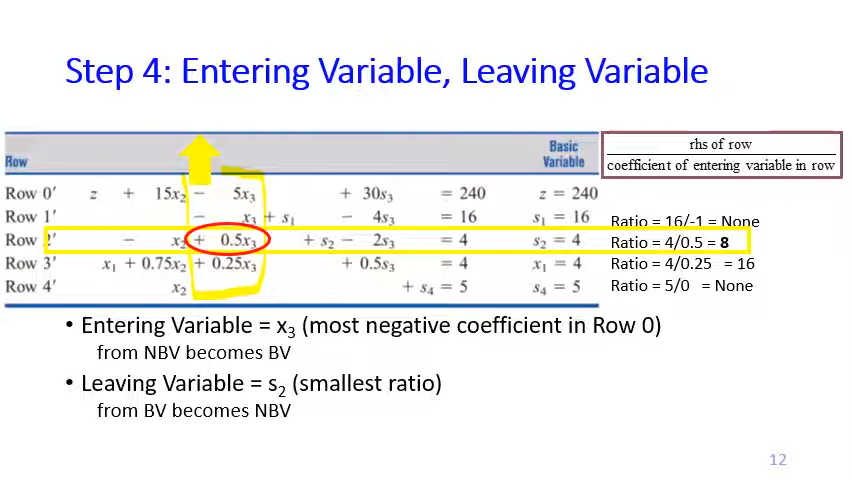 Step 4: Entering Variable, Leaving Variable
Row Basic Variable
Row 0′ z + 15x₂ − 5x₃ + 30s₃ = 240 z = 240
Row 1′ − x₃ + s₁ − 4s₃ = 16 s₁ = 16
Row 2′ − x₂ + 0.5x₃ + s₂ − 2s₃ = 4 s₂ = 4
Row 3′ x₁ + 0.75x₂ + 0.25x₃ + 0.5s₃ = 4 x₁ = 4
Row 4′ x₂ + s₄ = 5 s₄ = 5
rhs of row
coefficient of entering variable in row
Ratio = 16/-1 = None
Ratio = 4/0.5 = 8
Ratio = 4/0.25 = 16
Ratio = 5/0 = None
• Entering Variable = x₃ (most negative coefficient in Row 0)
from NBV becomes BV
• Leaving Variable = s₂ (smallest ratio)
from BV becomes NBV
12